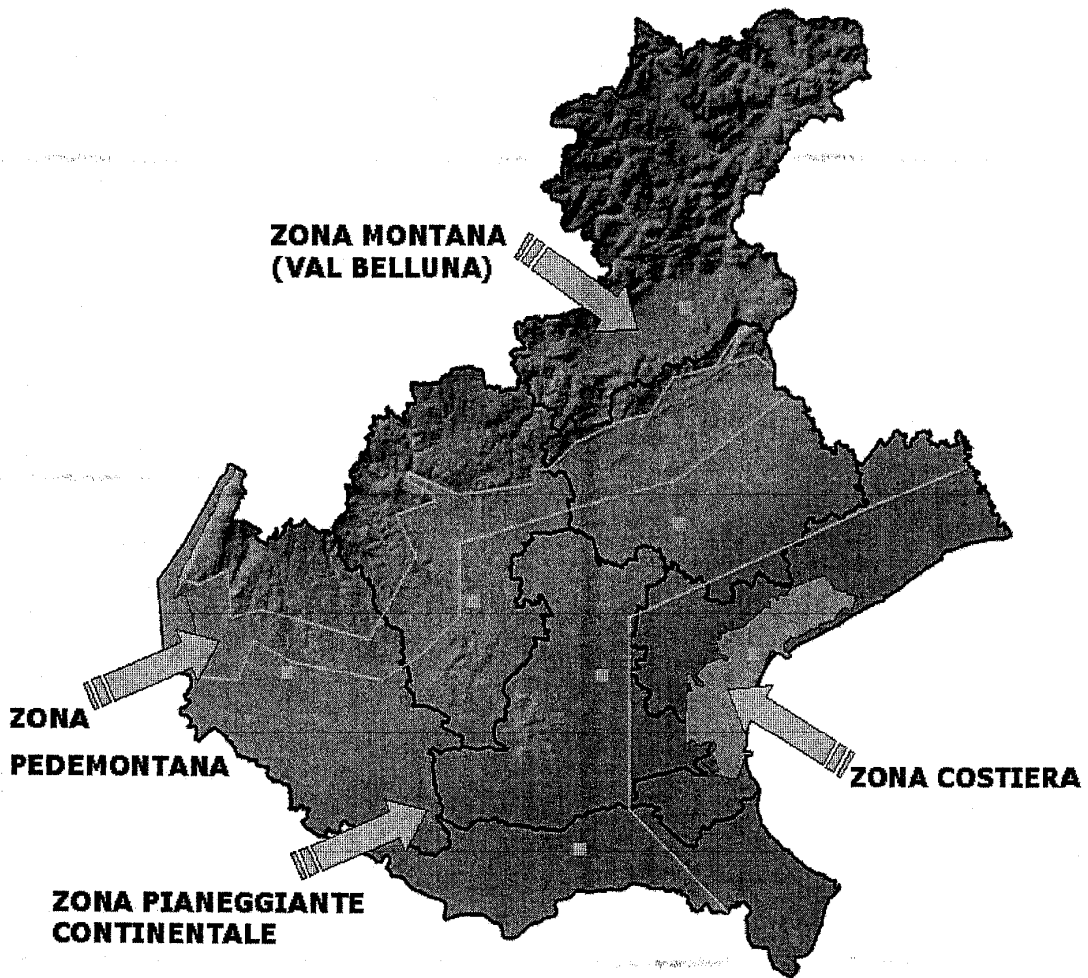 ZONA MONTANA
(VAL BELLUNA)
ZONA
PEDEMONTANA
ZONA COSTIERA
ZONA PIANEGGIANTE
CONTINENTALE